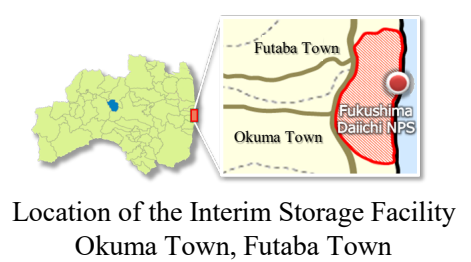 Futaba Town
Okuma Town
Fukushima
Daiichi NPS
Location of the Interim Storage Facility
Okuma Town, Futaba Town